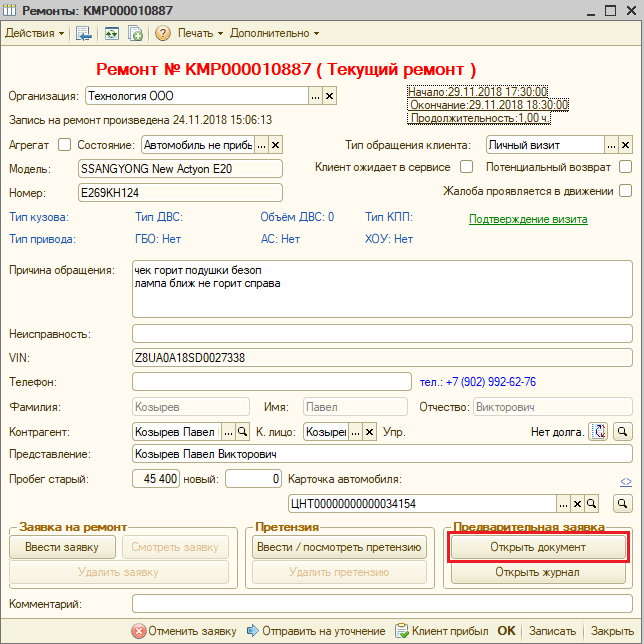 Ремонты: КМР000010887
Действия Печать Дополнительно
Ремонт № КМР000010887 ( Текущий ремонт )
Организация: Технология ООО
Начало:29.11.2018 17:30:00
Окончание:29.11.2018 18:30:00
Продолжительность:1,00 ч.
Запись на ремонт произведена 24.11.2018 15:06:13
Агрегат Состояние: Автомобиль не прибь Тип обращения клиента: Личный визит
Модель: SSANGYONG New Actyon E20 Клиент ожидает в сервисе Потенциальный возврат
Номер: E269KH124 Жалоба проявляется в движении
Тип кузова: Тип ДВС: Объём ДВС: 0 Тип КПП: Подтверждение визита
Тип привода: ГБО: Нет АС: Нет ХОУ: Нет
Причина обращения: чек горит подушки безоп
лампа ближ не горит справа
Неисправность:
VIN: Z8UA0A18SD0027338
Телефон: тел.: +7 (902) 992-62-76
Фамилия: Козырев Имя: Павел Отчество: Викторович
Контрагент: Козырев Павел К. лицо: Козырев Упр. Нет долга.
Представление: Козырев Павел Викторович
Пробег старый: 45 400 новый: 0 Карточка автомобиля: <>
ЦНТ00000000000034154
Заявка на ремонт Претензия Предварительная заявка
Ввести заявку Смотреть заявку Ввести / посмотреть претензию Открыть документ
Удалить заявку Удалить претензию Открыть журнал
Комментарий:
Отменить заявку Отправить на уточнение Клиент прибыл OK Записать Закрыть